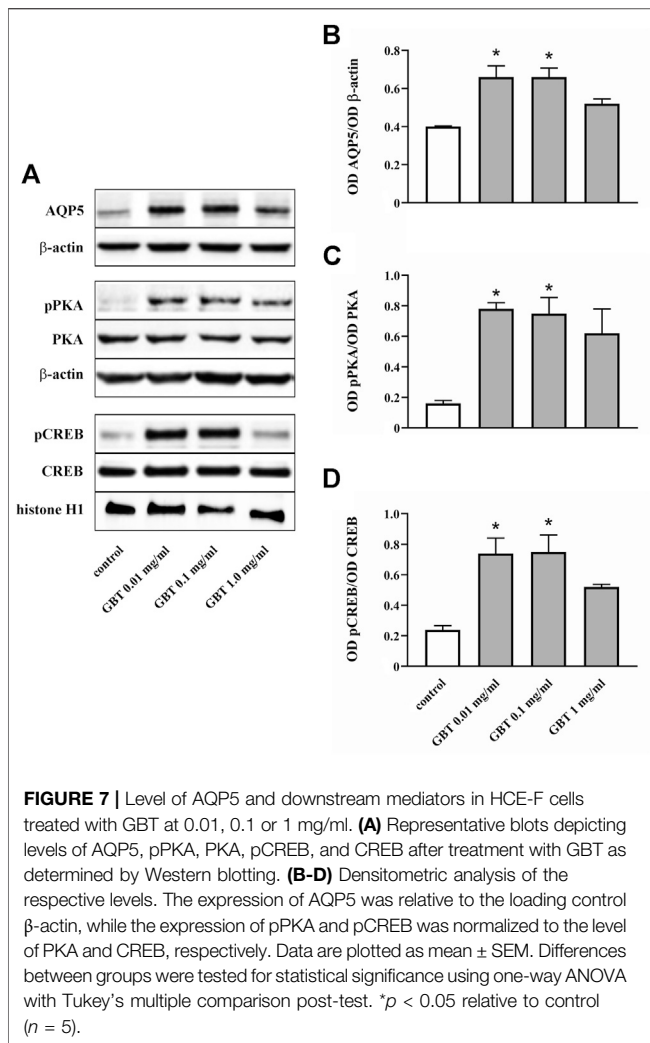 A
AQP5
β-actin
pPKA
PKA
β-actin
pCREB
CREB
histone H1
control
GBT 0.01 mg/ml
GBT 0.1 mg/ml
GBT 1.0 mg/ml
B
OD AQP5/OD β-actin
0.8
0.6
0.4
0.2
0
*
*
C
OD pPKA/OD PKA
1.0
0.8
0.6
0.4
0.2
0
*
*
D
OD pCREB/OD CREB
1.0
0.8
0.6
0.4
0.2
0
*
*
control
GBT 0.01 mg/ml
GBT 0.1 mg/ml
GBT 1 mg/ml
FIGURE 7 | Level of AQP5 and downstream mediators in HCE-F cells
treated with GBT at 0.01, 0.1 or 1 mg/ml. (A) Representative blots depicting
levels of AQP5, pPKA, PKA, pCREB, and CREB after treatment with GBT as
determined by Western blotting. (B-D) Densitometric analysis of the
respective levels. The expression of AQP5 was relative to the loading control
β-actin, while the expression of pPKA and pCREB was normalized to the level
of PKA and CREB, respectively. Data are plotted as mean ± SEM. Differences
between groups were tested for statistical significance using one-way ANOVA
with Tukey's multiple comparison post-test. *p < 0.05 relative to control
(n = 5).